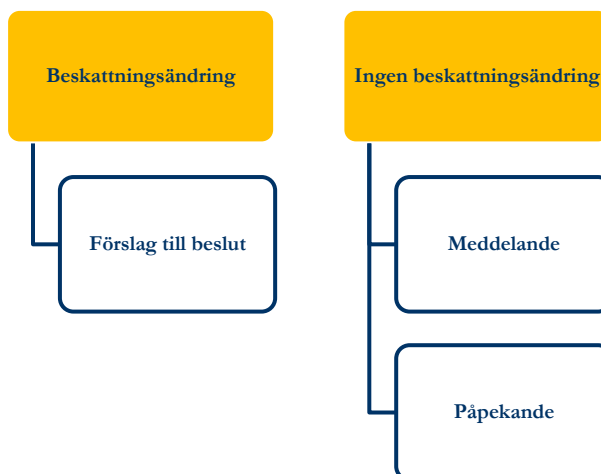 Beskattningsändring
Ingen beskattningsändring
Förslag till beslut
Meddelande
Påpekande